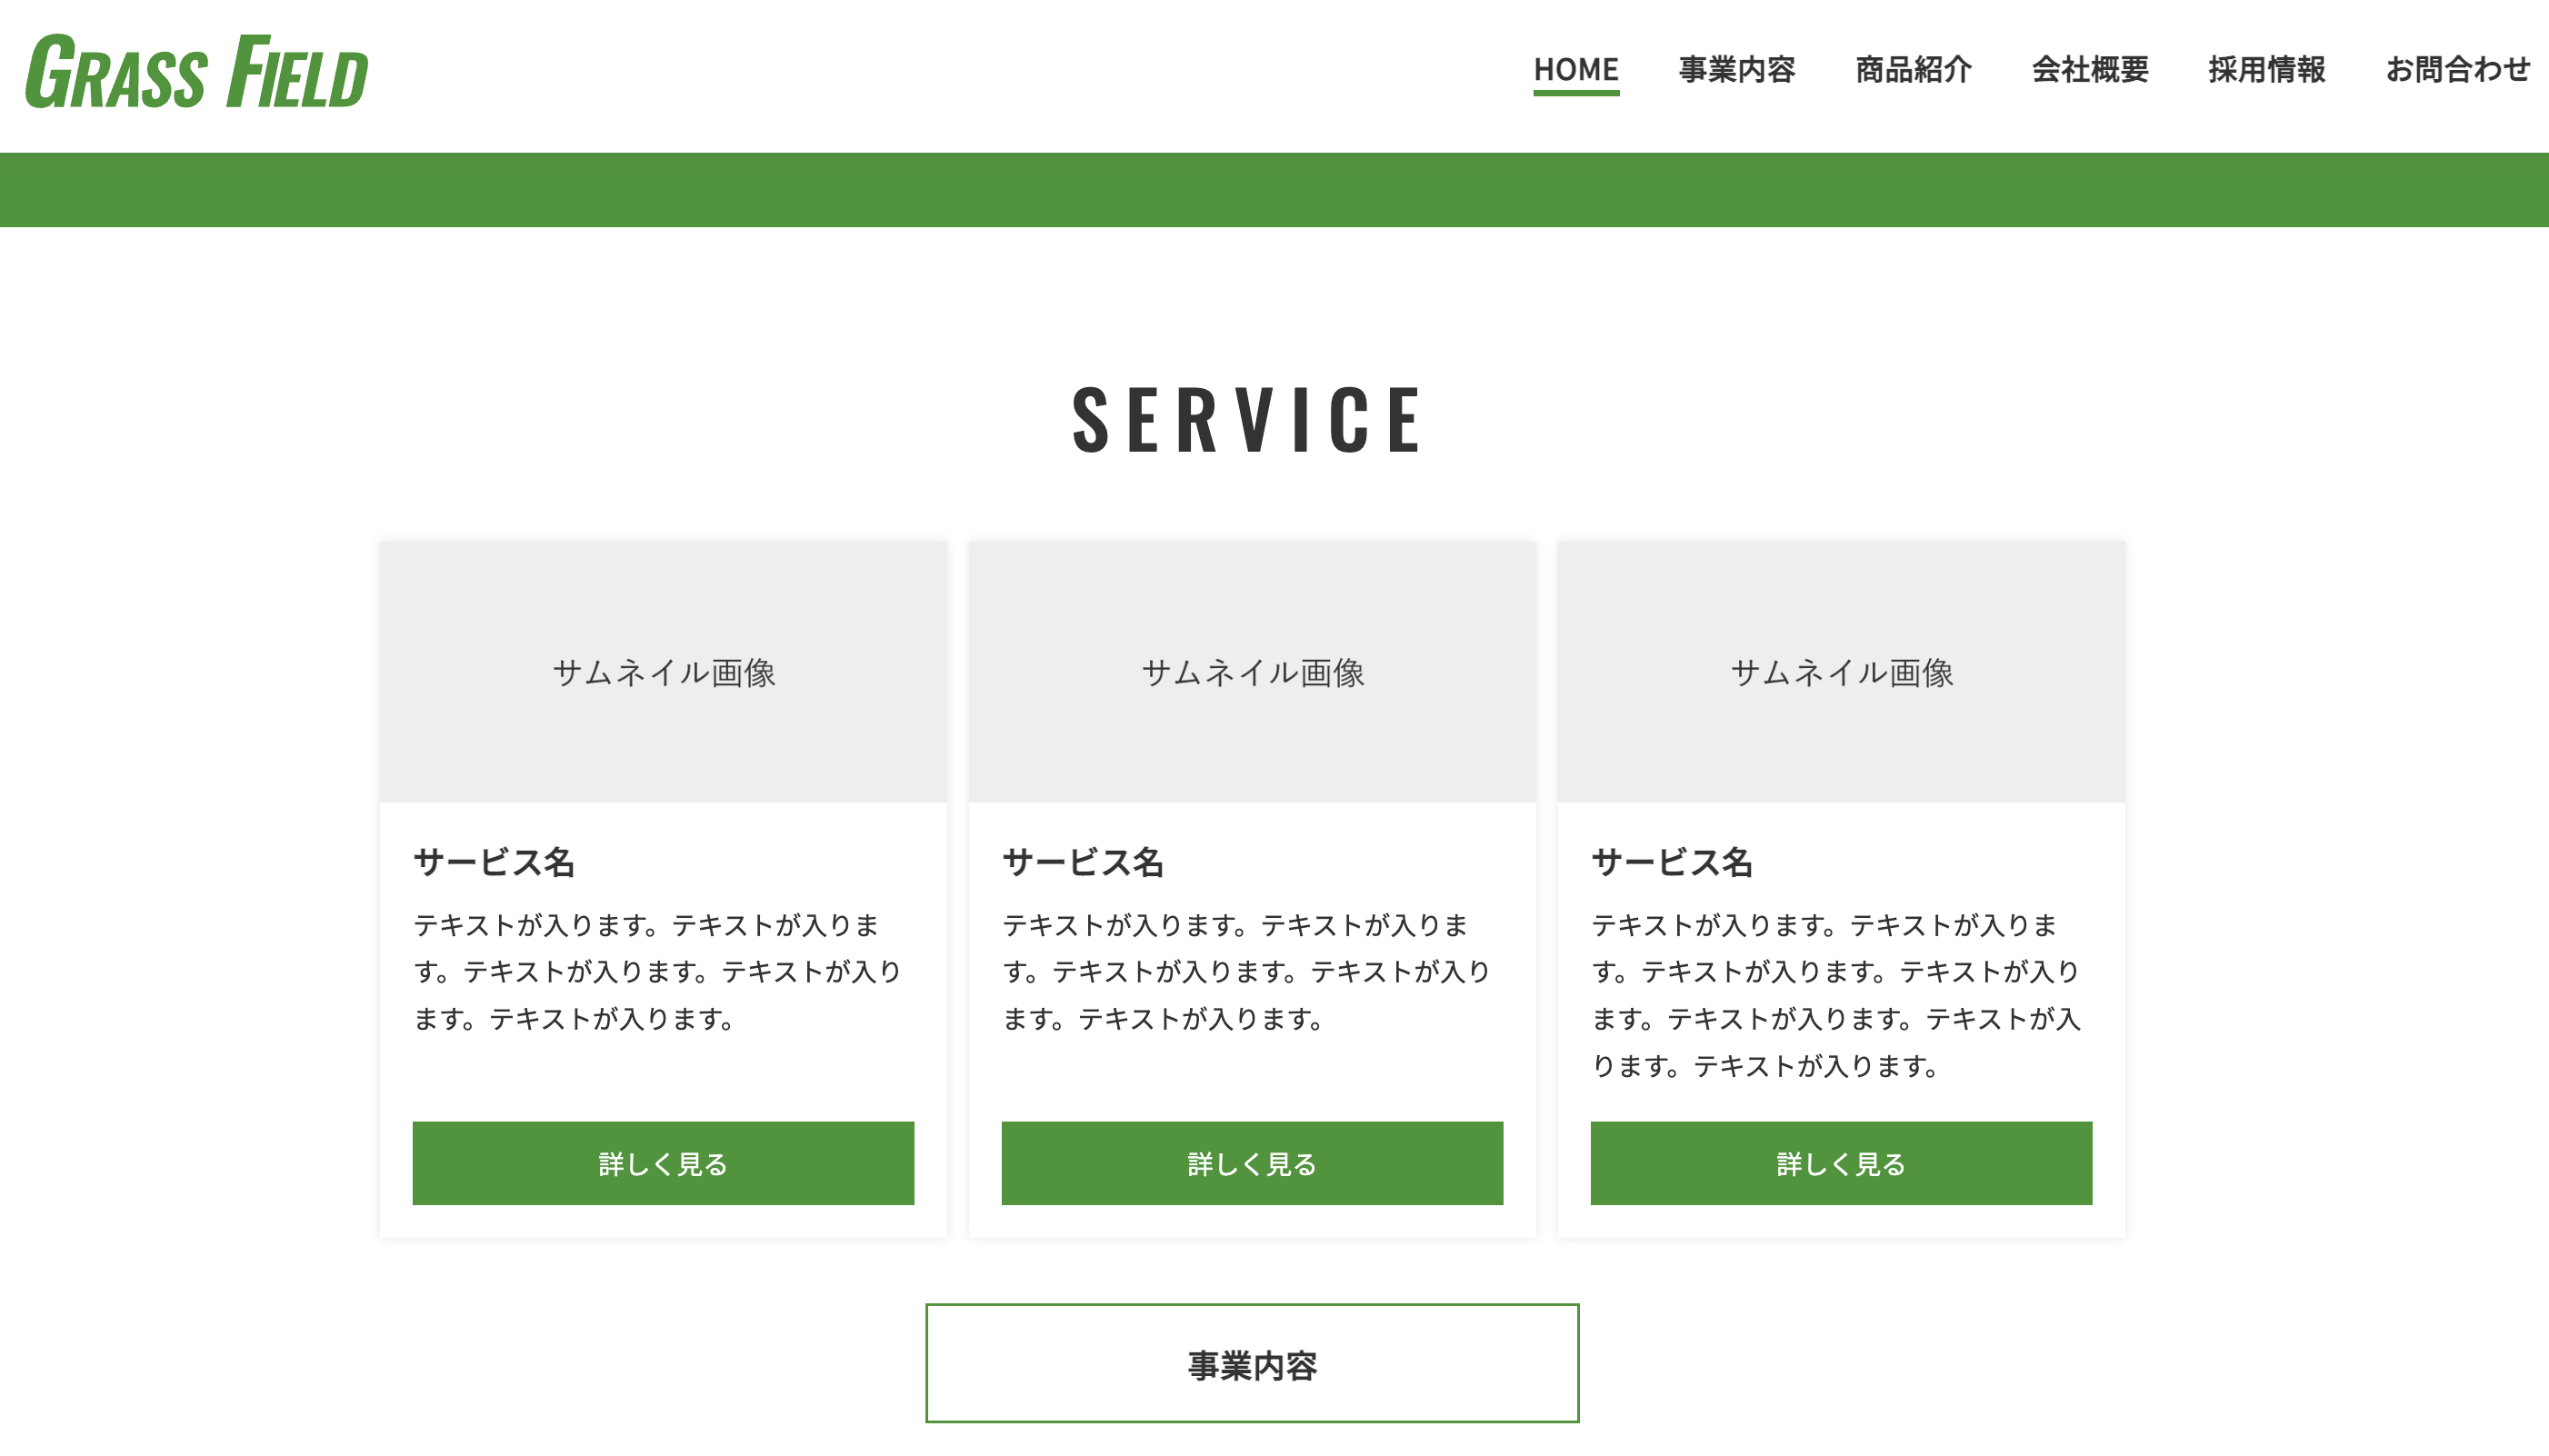 GRASS FIELD
HOME 事業内容 商品紹介 会社概要 採用情報 お問合わせ
SERVICE
サムネイル画像
サービス名
テキストが入ります。テキストが入りま
す。テキストが入ります。テキストが入り
ます。テキストが入ります。
詳しく見る
サムネイル画像
サービス名
テキストが入ります。テキストが入りま
す。テキストが入ります。テキストが入り
ます。テキストが入ります。
詳しく見る
サムネイル画像
サービス名
テキストが入ります。テキストが入りま
す。テキストが入ります。テキストが入り
ます。テキストが入ります。テキストが入
ります。テキストが入ります。
詳しく見る
事業内容